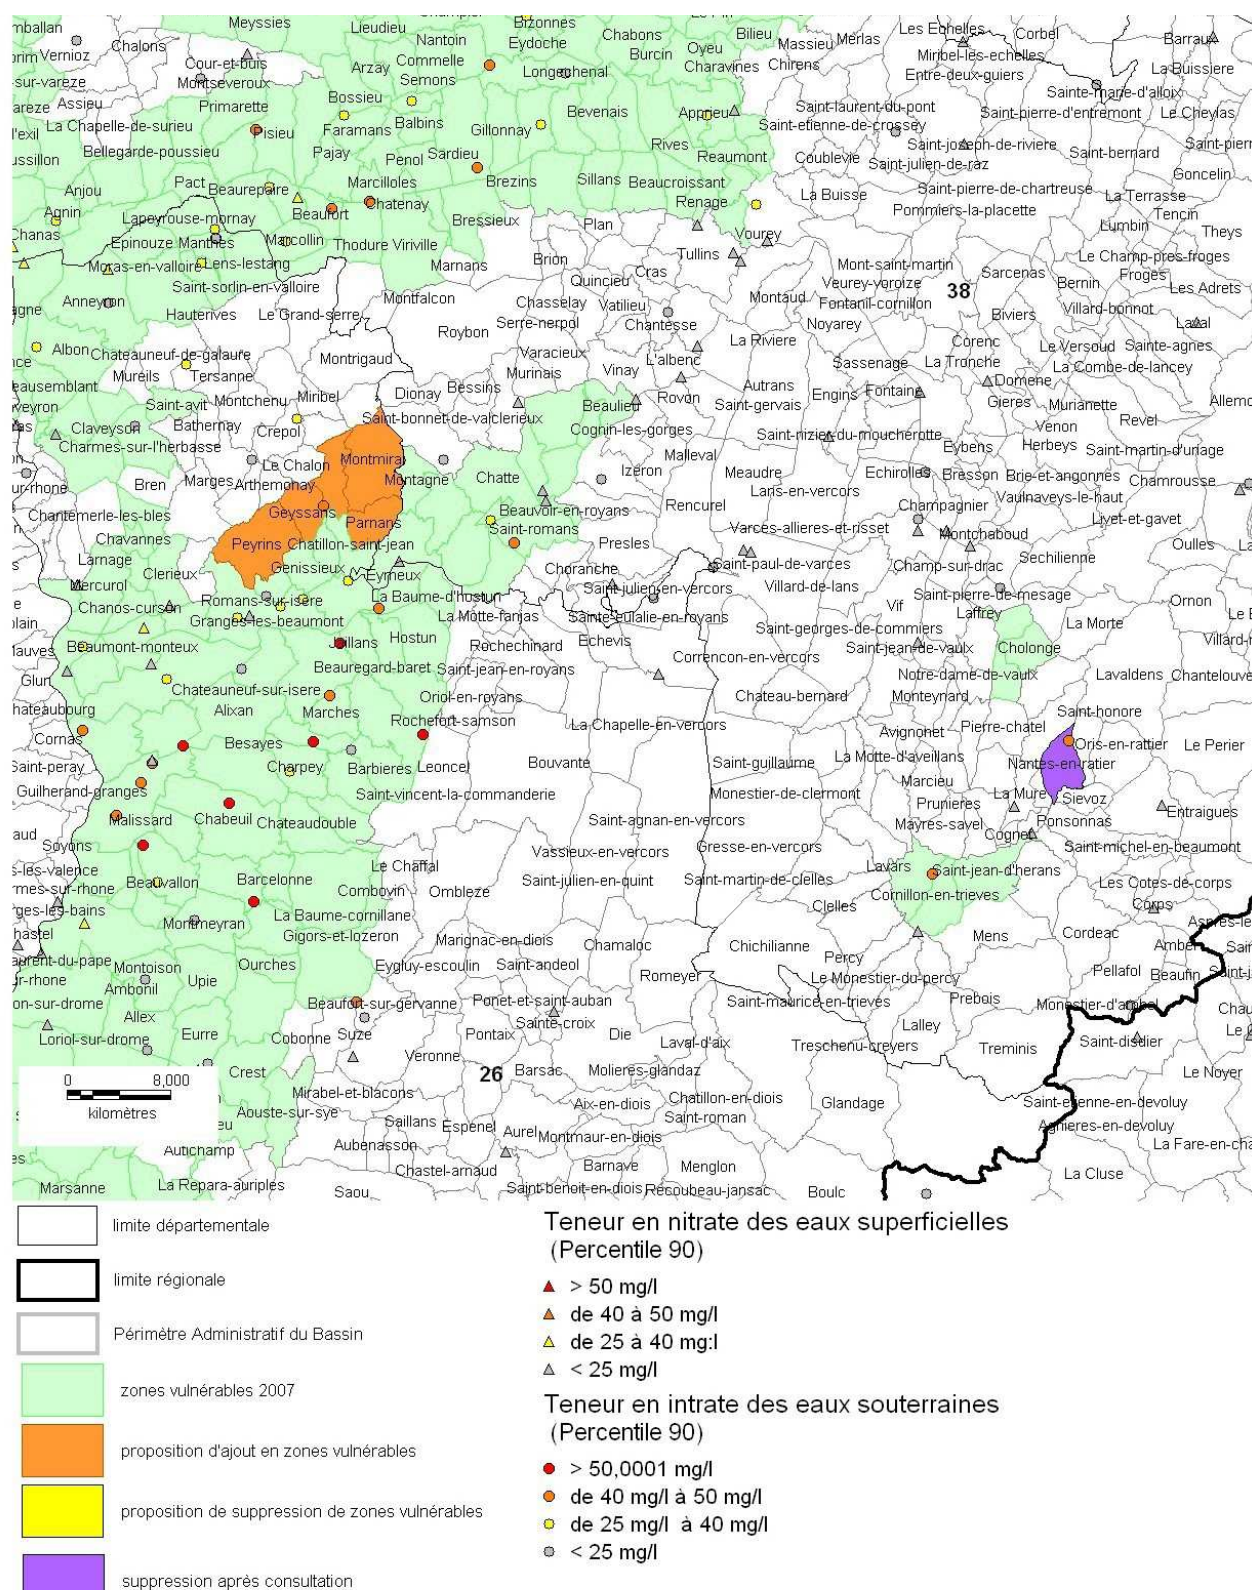 Meyssies
Lieudieu
Bizonnes
Chabons
Bilieu
Les Echelles
Corbel
Nantoin
Eydoche
Oyeu
Massieu
Merlas
Miribel-les-echelles
Barraux
Vernioz
Chalons
Cour-et-buis
Arzay
Commelle
Burcin
Charavines
Chirens
Entre-deux-guiers
La Buissiere
Montseveroux
Semons
Longechenal
Sainte-marie-d'alloix
Assieu
Primarette
Bossieu
Balbins
Bevenais
Apprieu
Saint-laurent-du-pont
Saint-pierre-d'entremont
Le Cheylas
La Chapelle-de-surieu
Pisieu
Faramans
Gillonnay
Saint-etienne-de-crossey
Bellegarde-poussieu
Pajay
Penol
Sardieu
Rives
Reaumont
Coublevie
Saint-joseph-de-riviere
Saint-julien-de-raz
Saint-bernard
Goncelin
Anjou
Pact
Beaurepaire
Marcilloles
Brezins
Sillans
Beaucroissant
La Buisse
Saint-pierre-de-chartreuse
La Terrasse
Agnin
Lapeyrouse-mornay
Beaufort
Chatenay
Bressieux
Renage
Pommiers-la-placette
Tencin
Chanas
Epinouze
Manthes
Marcollin
Thodure
Viriville
Plan
Vourey
Lumbin
Theys
Moras-en-valloire
Lens-lestang
Marnans
Brion
Tullins
Mont-saint-martin
Le Champ-pres-froges
Saint-sorlin-en-valloire
Cras
Quincieu
Veurey-voroize
Sarcenas
Bernin
Froges
Les Adrets
Anneyron
Hauterives
Le Grand-serre
Montfalcon
Chasselay
Vatilieu
Montaud
Fontanil-cornillon
38
Villard-bonnot
Roybon
Serre-nerpol
Chantesse
Noyarey
Biviers
Laval
Albon
Chateauneuf-de-galaure
Montrigaud
Varacieux
L'albenc
La Riviere
Corenc
Le Versoud
Sainte-agnes
Mureils
Tersanne
Murinais
Vinay
Sassenage
La Tronche
La Combe-de-lancey
Saint-avit
Montchenu
Miribel
Dionay
Bessins
Rovon
Autrans
Engins
Fontaine
Domene
Gieres
Murianette
Claveyson
Bathernay
Crepol
Saint-bonnet-de-valclerieux
Beaulieu
Cognin-les-gorges
Saint-gervais
Saint-nizier-du-moucherotte
Venon
Revel
Charmes-sur-l'herbasse
Le Chalon
Montmiral
Malleval
Eybens
Herbeys
Saint-martin-d'uriage
Bren
Marges
Arthemonay
Montagne
Chatte
Izeron
Meaudre
Echirolles
Bresson
Brie-et-angonnes
Chamrousse
Chantemerle-les-bles
Geyssans
Parnans
Beauvoir-en-royans
Rencurel
Lans-en-vercors
Champagnier
Vaulnaveys-le-haut
Chavannes
Peyrins
Chatillon-saint-jean
Saint-romans
Presles
Varces-allieres-et-risset
Montchaboud
Livet-et-gavet
Larnage
Clerieux
Genissieux
Eymeux
Choranche
Saint-paul-de-varces
Champ-sur-drac
Sechilienne
Oulles
Mercurol
Chanos-curson
Romans-sur-isere
La Baume-d'hostun
Saint-julien-en-vercors
Villard-de-lans
Saint-pierre-de-mesage
Ornon
Granges-les-beaumont
La Motte-fanjas
Sainte-eulalie-en-royans
Vif
Laffrey
La Morte
Beaumont-monteux
Jaillans
Hostun
Rochechinard
Echevis
Saint-georges-de-commiers
Saint-jean-de-vaulx
Cholonge
Glun
Beauregard-baret
Saint-jean-en-royans
Correncon-en-vercors
Notre-dame-de-vaulx
Lavaldens
Chantelouve
Chateauneuf-sur-isere
Oriol-en-royans
Chateau-bernard
Monteynard
Alixan
Marches
Rochefort-samson
La Chapelle-en-vercors
Avignonet
Pierre-chatel
Saint-honore
Cornas
Besayes
Oris-en-rattier
Le Perier
Saint-peray
Charpey
Barbieres
Leoncel
Bouvante
Saint-guillaume
La Motte-d'aveillans
Nantes-en-ratier
Guilherand-granges
Saint-vincent-la-commanderie
Monestier-de-clermont
Marcieu
La Mure
Sievoz
Malissard
Chabeuil
Chateaudouble
Saint-agnan-en-vercors
Prunieres
Mayres-savel
Cognet
Ponsonnas
Entraigues
Soyons
Le Chaffal
Vassieux-en-vercors
Gresse-en-vercors
Saint-michel-en-beaumont
Beauvallon
Barcelonne
Combovin
Ombleze
Saint-julien-en-quint
Saint-martin-de-clelles
Lavars
Saint-jean-d'herans
Les Cotes-de-corps
Cornillon-en-trieves
Corps
Montmeyran
La Baume-cornillane
Clelles
Gigors-et-lozeron
Marignac-en-diois
Chamaloc
Chichilianne
Mens
Cordeac
Montoison
Upie
Ourches
Eygluy-escoulin
Saint-andeol
Romeyer
Percy
Le Monestier-du-percy
Pellafol
Beaufin
Ambonil
Beaufort-sur-gervanne
Ponet-et-saint-auban
Saint-maurice-en-trieves
Prebois
Monestier-d'ambel
Allex
Sainte-croix
Lalley
Loriol-sur-drome
Eurre
Cobonne
Suze
Pontaix
Die
Laval-d'aix
Treschenu-creyers
Treminis
Saint-disdier
Veronne
26
Barsac
Molieres-glandaz
Le Noyer
0 8,000
kilomètres
Crest
Mirabel-et-blacons
Aix-en-diois
Chatillon-en-diois
Glandage
Saint-etienne-en-devoluy
Aouste-sur-sye
Saillans
Espenel
Aurel
Saint-roman
Agnieres-en-devoluy
Autichamp
Aubenasson
Montmaur-en-diois
Chastel-arnaud
Barnave
Menglon
La Cluse
Marsanne
La Repara-auriples
Saou
Saint-benoit-en-diois
Recoubeau-jansac
Boulc
limite départementale
limite régionale
Périmètre Administratif du Bassin
zones vulnérables 2007
proposition d'ajout en zones vulnérables
proposition de suppression de zones vulnérables
suppression après consultation
Teneur en nitrate des eaux superficielles
(Percentile 90)
> 50 mg/l
de 40 à 50 mg/l
de 25 à 40 mg:l
< 25 mg/l
Teneur en intrate des eaux souterraines
(Percentile 90)
> 50,0001 mg/l
de 40 mg/l à 50 mg/l
de 25 mg/l à 40 mg/l
< 25 mg/l